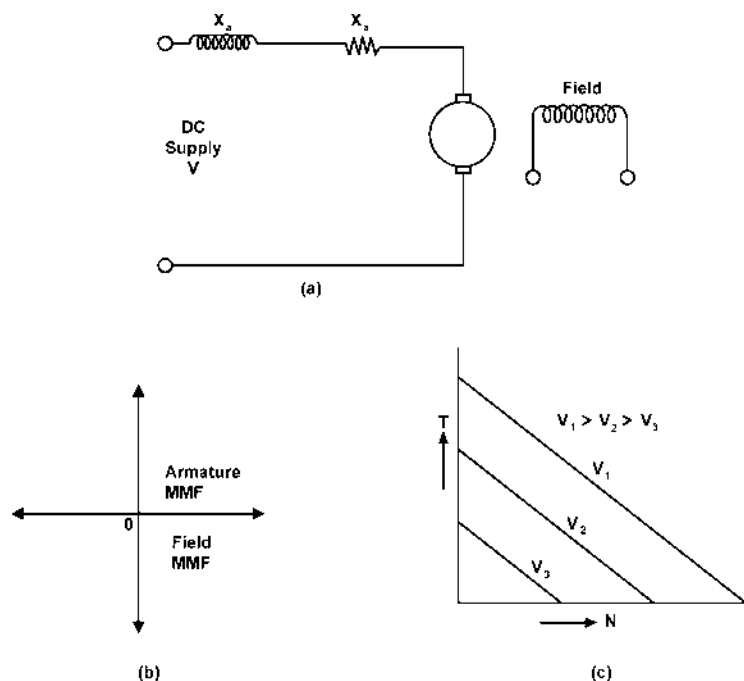 Xa
Xa
Field
DC
Supply
V
(a)
Armature
MMF
0
Field
MMF
(b)
T
V1 > V2 > V3
V1
V2
V3
N
(c)